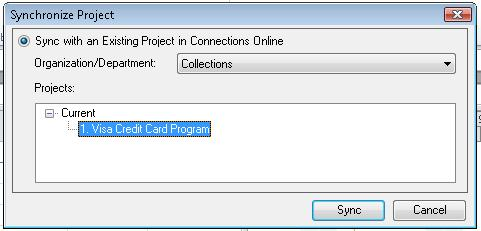 Synchronize Project
Sync with an Existing Project in Connections Online
Organization/Department: Collections
Projects:
Current
1. Visa Credit Card Program
Sync Cancel